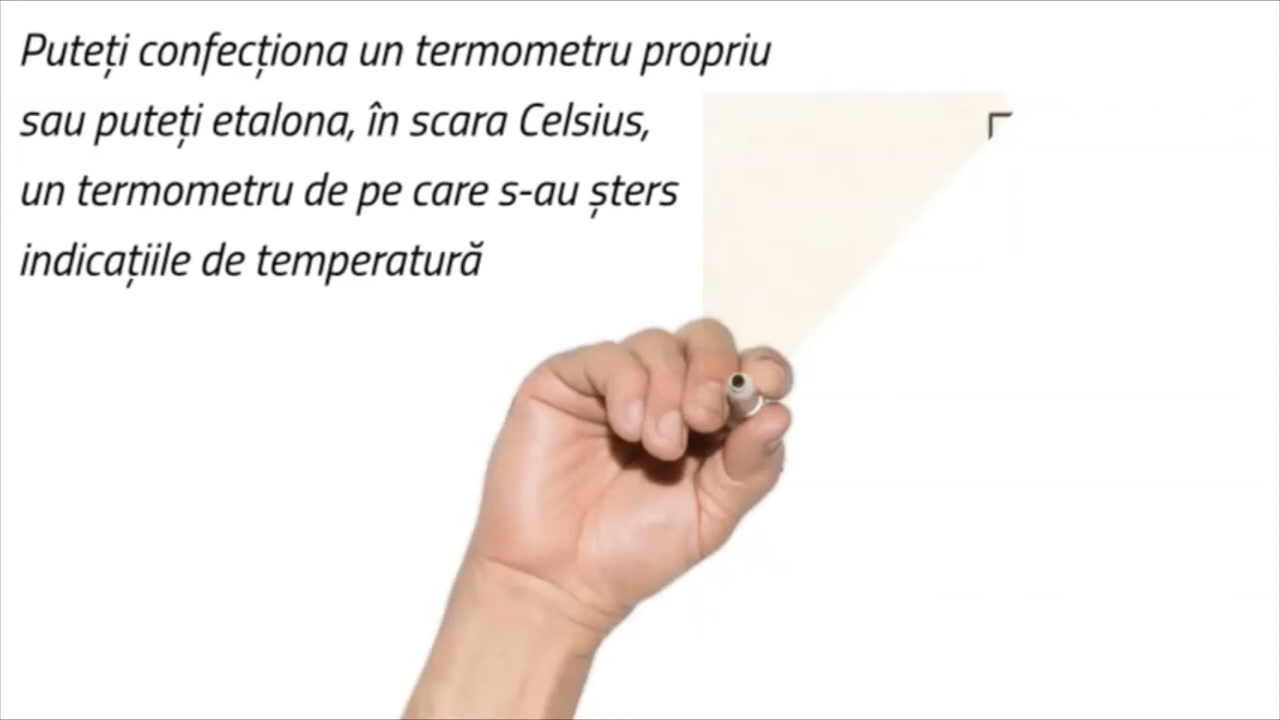 Puteți confecționa un termometru propriu
sau puteți etalona, în scara Celsius,
un termometru de pe care s-au șters
indicațiile de temperatură